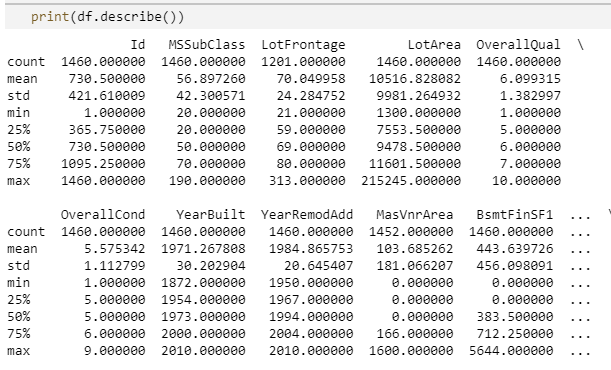 print(df.describe())
Id MSSubClass LotFrontage LotArea OverallQual \
count 1460.000000 1460.000000 1201.000000 1460.000000 1460.000000
mean 730.500000 56.897260 70.049958 10516.828082 6.099315
std 421.610009 42.300571 24.284752 9981.264932 1.382997
min 1.000000 20.000000 21.000000 1300.000000 1.000000
25% 365.750000 20.000000 59.000000 7553.500000 5.000000
50% 730.500000 50.000000 69.000000 9478.500000 6.000000
75% 1095.250000 70.000000 80.000000 11601.500000 7.000000
max 1460.000000 190.000000 313.000000 215245.000000 10.000000
OverallCond YearBuilt YearRemodAdd MasVnrArea BsmtFinSF1 ... \
count 1460.000000 1460.000000 1460.000000 1452.000000 1460.000000 ...
mean 5.575342 1971.267808 1984.865753 103.685262 443.639726 ...
std 1.112799 30.202904 20.645407 181.066207 456.098091 ...
min 1.000000 1872.000000 1950.000000 0.000000 0.000000 ...
25% 5.000000 1954.000000 1967.000000 0.000000 0.000000 ...
50% 5.000000 1973.000000 1994.000000 0.000000 383.500000 ...
75% 6.000000 2000.000000 2004.000000 166.000000 712.250000 ...
max 9.000000 2010.000000 2010.000000 1600.000000 5644.000000 ...